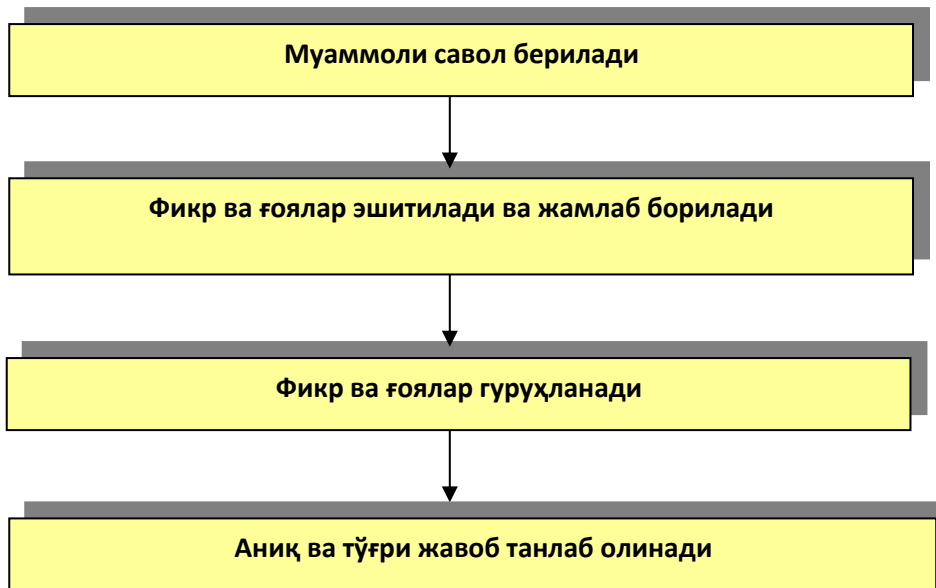 Муаммоли савол берилади
Фикр ва ғоялар эшитилади ва жамлаб борилади
Фикр ва ғоялар гуруҳланади
Аниқ ва тўғри жавоб танлаб олинади